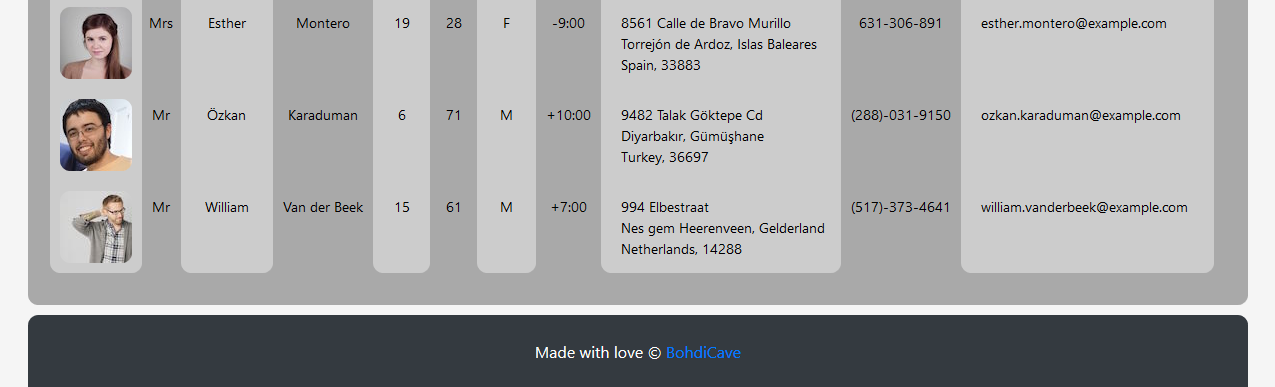 Mrs Esther Montero 19 28 F -9:00 8561 Calle de Bravo Murillo 631-306-891 esther.montero@example.com
Torrejón de Ardoz, Islas Baleares
Spain, 33883
Mr Özkan Karaduman 6 71 M +10:00 9482 Talak Göktepe Cd (288)-031-9150 ozkan.karaduman@example.com
Diyarbakır, Gümüşhane
Turkey, 36697
Mr William Van der Beek 15 61 M +7:00 994 Elbestraat (517)-373-4641 william.vanderbeek@example.com
Nes gem Heerenveen, Gelderland
Netherlands, 14288
Made with love © BohdiCave